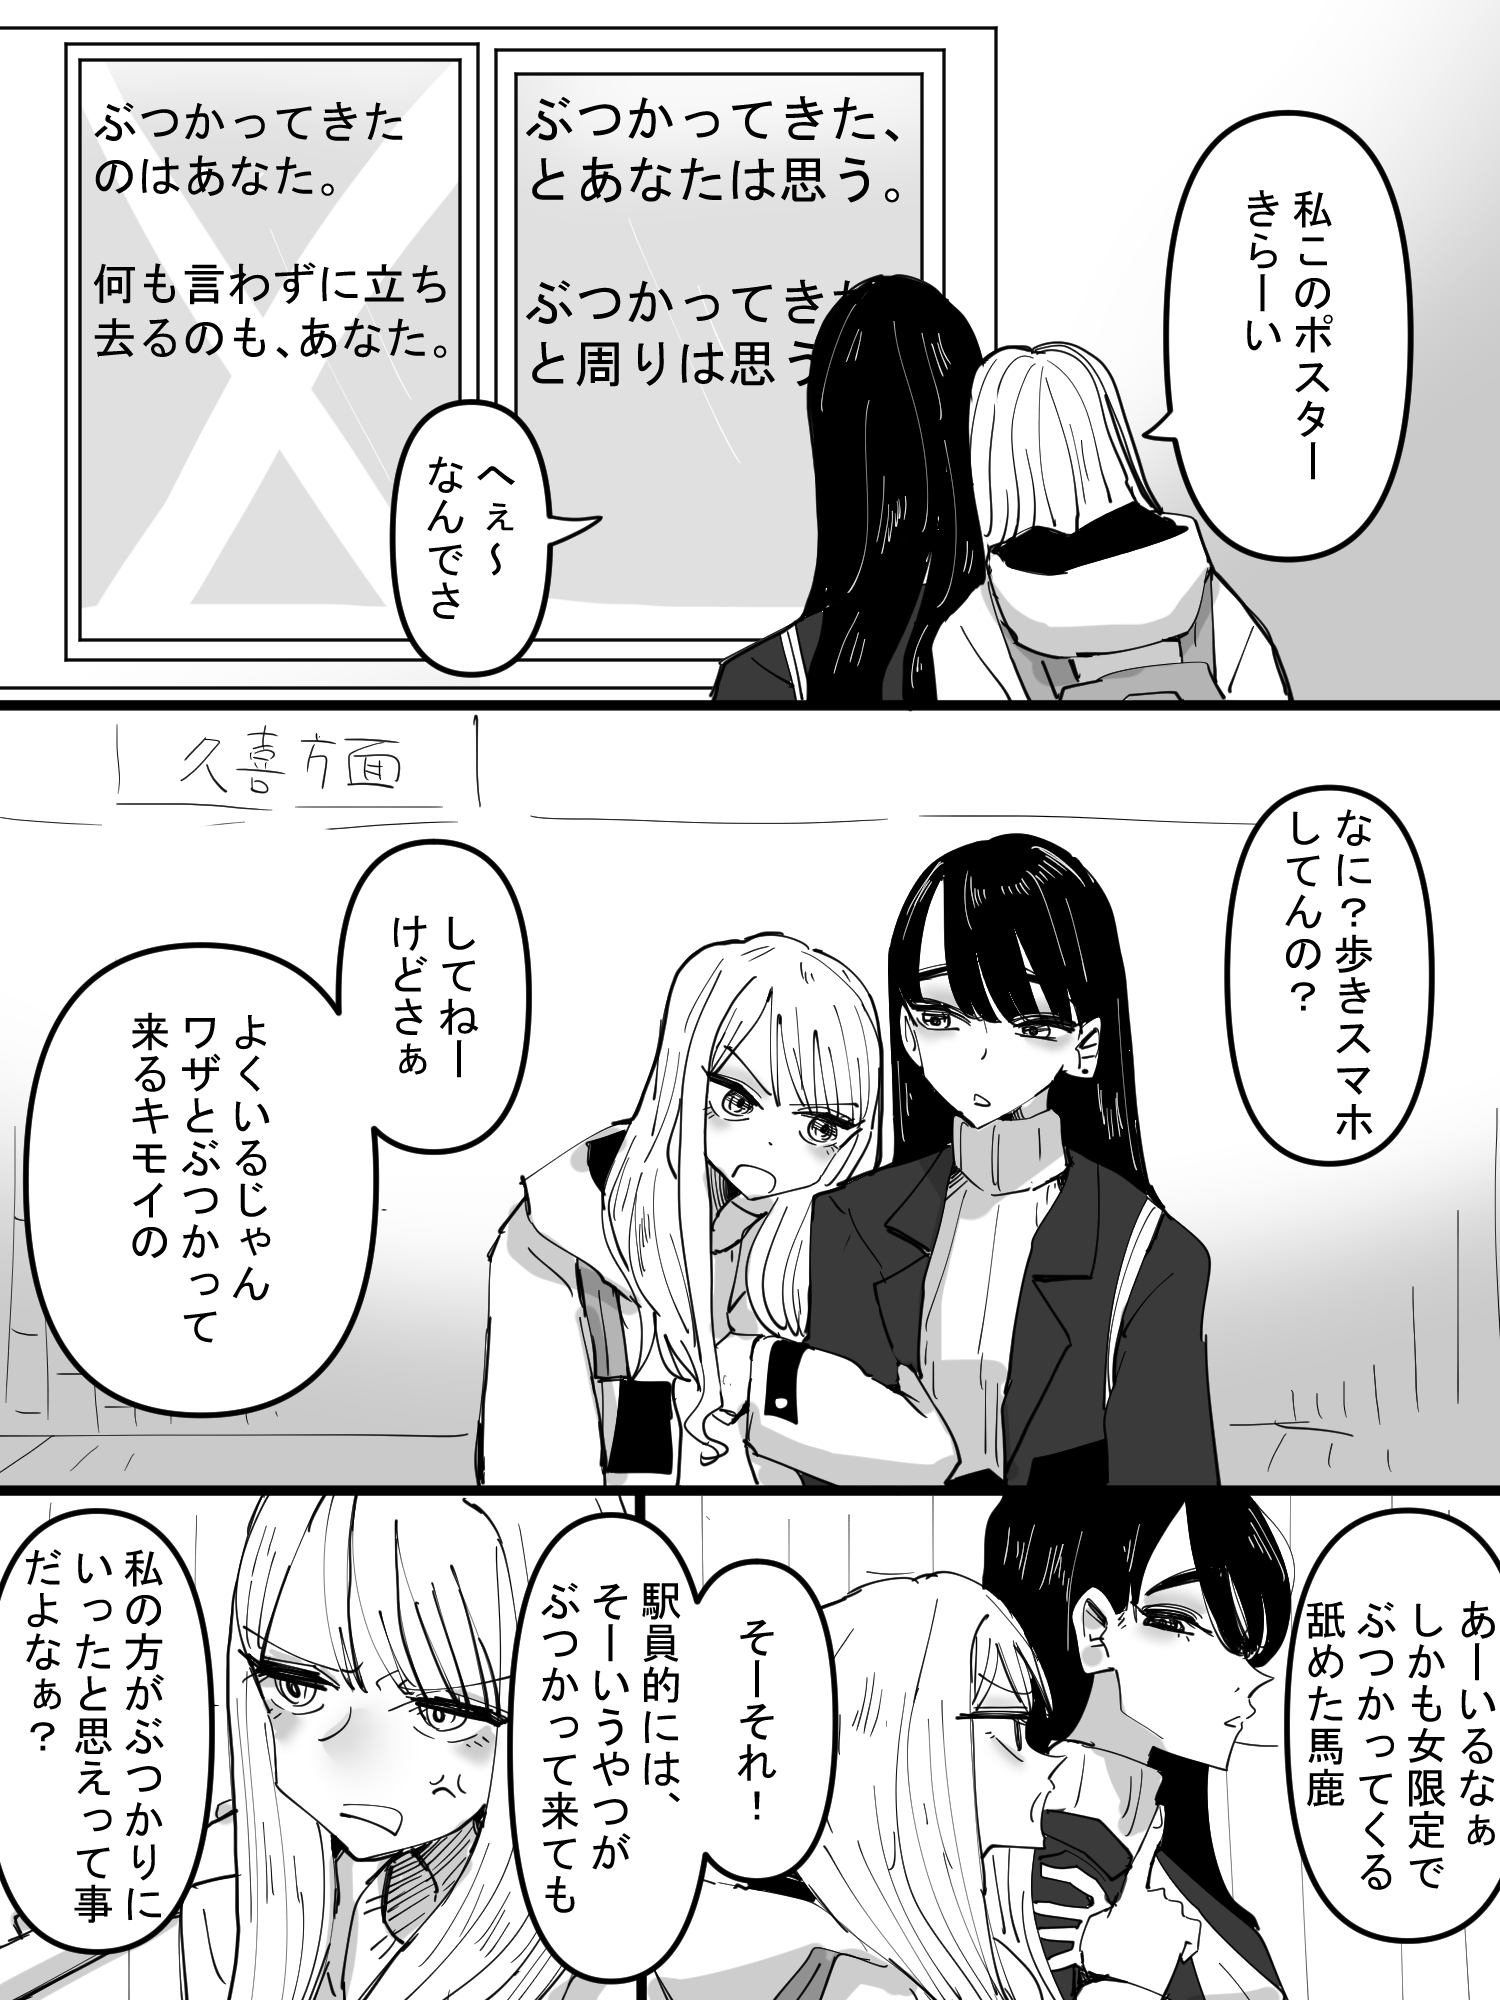 私このポスター
きらーい
ぶつかってきた、
とあなたは思う。
ぶつかってきた
と周りは思う
ぶつかってきた
のはあなた。
何も言わずに立ち
去るのも、あなた。
へぇ〜
なんでさ
久喜方面
なに？歩きスマホ
してんの？
してねー
けどさぁ
よくいるじゃん
ワザとぶつかって
来るキモイの
あーいるなぁ
しかも女限定で
ぶつかってくる
舐めた馬鹿
そーそれ！
駅員的には、
そーいうやつが
ぶつかって来ても
私の方がぶつかりに
いったと思えって事
だよなぁ？